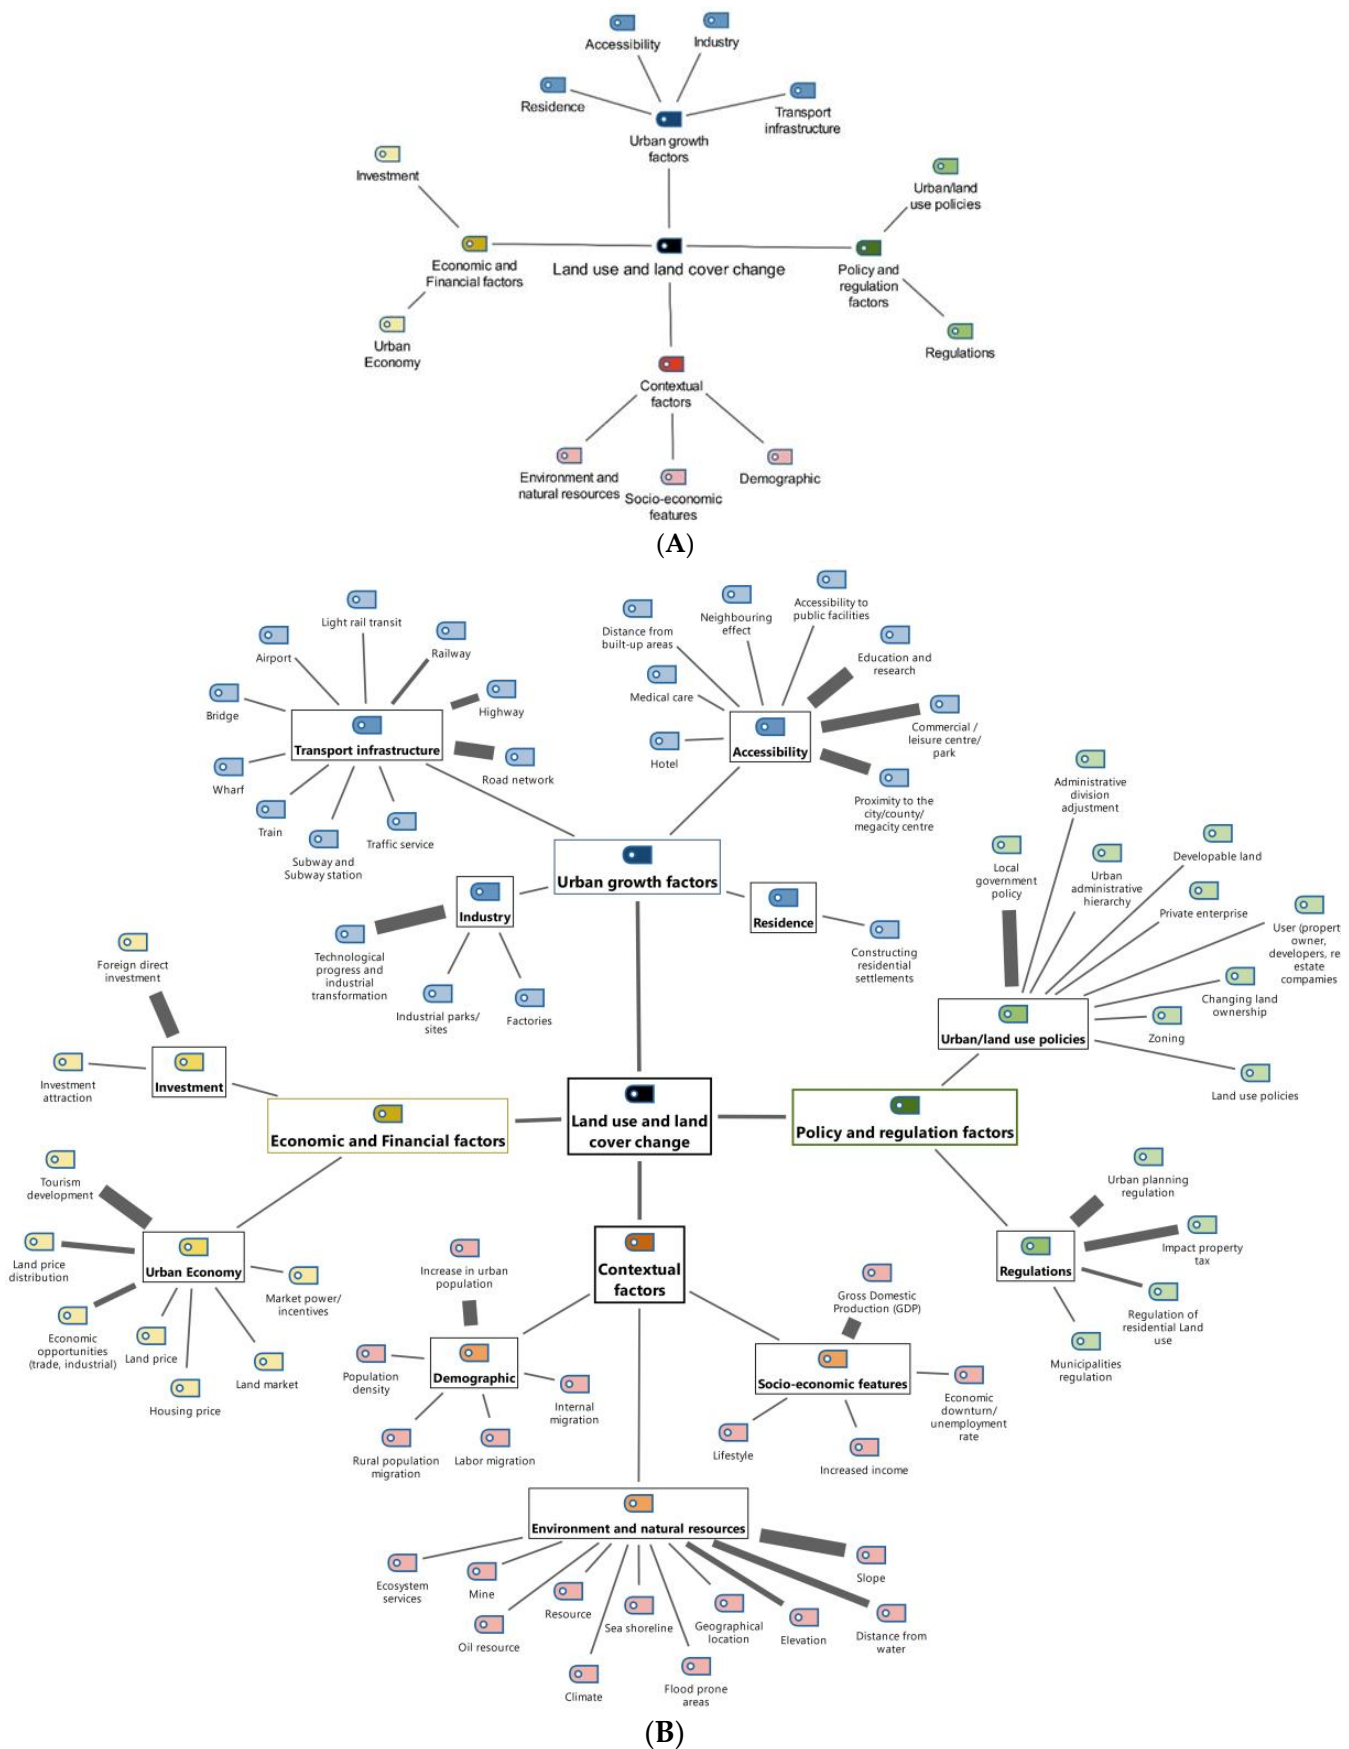 Accessibility
Industry
Residence
Transport
infrastructure
Urban growth
factors
Investment
Urban/land
use policies
Economic and
Financial factors
Land use and land cover change
Policy and
regulation
factors
Urban
Economy
Regulations
Contextual
factors
Environment and
natural resources
Socio-economic
features
Demographic
(A)
Light rail transit
Airport
Railway
Bridge
Highway
Transport infrastructure
Wharf
Road network
Train
Subway and
Subway station
Traffic service
Distance from
built-up areas
Neighbouring
effect
Accessibility to
public facilities
Education and
research
Medical care
Commercial /
leisure centre/
park
Accessibility
Hotel
Proximity to the
city/county/
megacity centre
Urban growth factors
Industry
Residence
Technological
progress and
industrial
transformation
Industrial parks/
sites
Factories
Constructing
residential
settlements
Administrative
division
adjustment
Local
government
policy
Urban
administrative
hierarchy
Developable land
Private enterprise
User (propert
owner,
developers, re
estate
companies
Changing land
ownership
Zoning
Urban/land use policies
Land use policies
Foreign direct
investment
Investment
attraction
Investment
Economic and Financial factors
Land use and land
cover change
Policy and regulation factors
Tourism
development
Land price
distribution
Urban Economy
Market power/
incentives
Economic
opportunities
(trade, industrial)
Land price
Housing price
Land market
Urban planning
regulation
Impact property
tax
Regulations
Regulation of
residential Land
use
Municipalities
regulation
Contextual
factors
Increase in urban
population
Population
density
Demographic
Internal
migration
Rural population
migration
Labor migration
Gross Domestic
Production (GDP)
Socio-economic features
Economic
downturn/
unemployment
rate
Lifestyle
Increased income
Environment and natural resources
Ecosystem
services
Mine
Oil resource
Resource
Climate
Sea shoreline
Flood prone
areas
Geographical
location
Elevation
Distance from
water
Slope
(B)